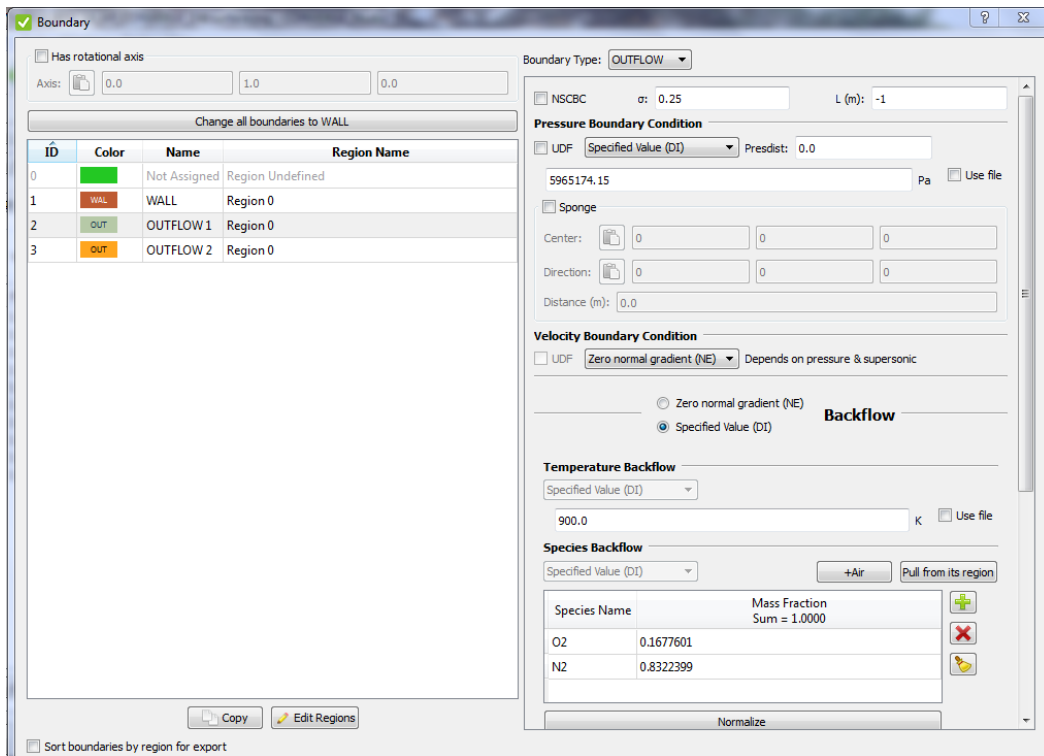 Boundary
Has rotational axis
Axis: 0.0 1.0 0.0
Change all boundaries to WALL
ID Color Name Region Name
0 Not Assigned Region Undefined
1 WAL WALL Region 0
2 OUT OUTFLOW 1 Region 0
3 OUT OUTFLOW 2 Region 0
Copy Edit Regions
Sort boundaries by region for export
Boundary Type: OUTFLOW
NSCBC σ: 0.25 L (m): -1
Pressure Boundary Condition
UDF Specified Value (DI) Presdist: 0.0
5965174.15 Pa Use file
Sponge
Center: 0 0 0
Direction: 0 0 0
Distance (m): 0.0
Velocity Boundary Condition
UDF Zero normal gradient (NE) Depends on pressure & supersonic
Zero normal gradient (NE)
Backflow
Specified Value (DI)
Temperature Backflow
Specified Value (DI)
900.0 K Use file
Species Backflow
Specified Value (DI) +Air Pull from its region
Species Name Mass Fraction
Sum = 1.0000
O2 0.1677601
N2 0.8322399
Normalize